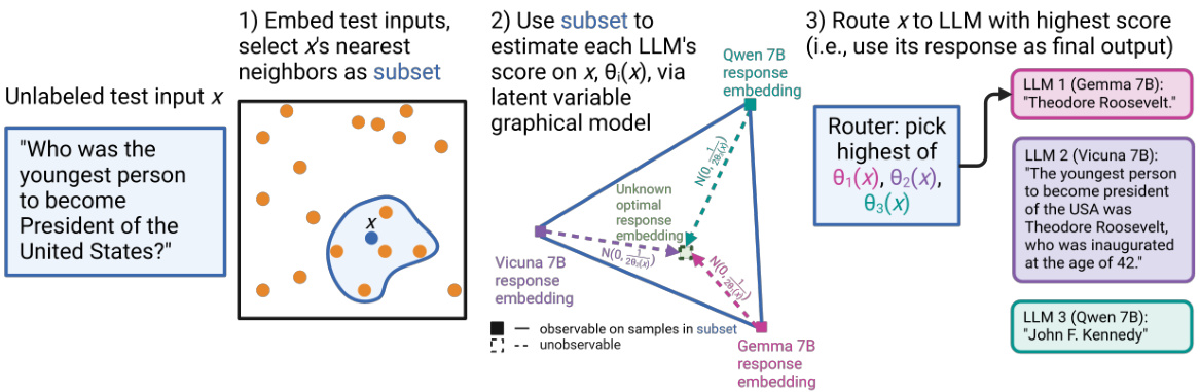 Unlabeled test input x
"Who was the
youngest person
to become
President of the
United States?"
1) Embed test inputs,
select x's nearest
neighbors as subset
x
2) Use subset to
estimate each LLM's
score on x, θi(x), via
latent variable
graphical model
Qwen 7B
response
embedding
Unknown
optimal
response
embedding
Vicuna 7B
response
embedding
Gemma 7B
response
embedding
observable on samples in subset
unobservable
3) Route x to LLM with highest score
(i.e., use its response as final output)
Router: pick
highest of
θ1(x), θ2(x),
θ3(x)
LLM 1 (Gemma 7B):
"Theodore Roosevelt."
LLM 2 (Vicuna 7B):
"The youngest person
to become president
of the USA was
Theodore Roosevelt,
who was inaugurated
at the age of 42."
LLM 3 (Qwen 7B):
"John F. Kennedy"